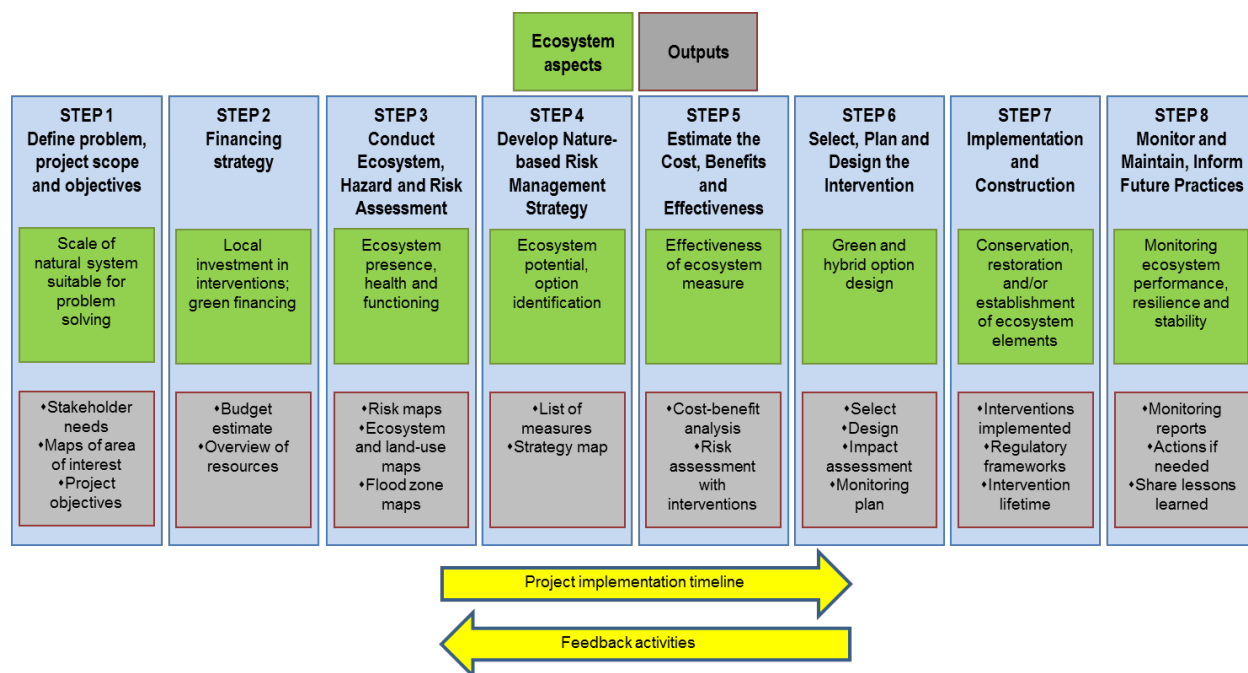 Ecosystem
aspects
Outputs
STEP 1
Define problem,
project scope
and objectives
Scale of
natural system
suitable for
problem
solving
♦Stakeholder
needs
♦Maps of area
of interest
♦Project
objectives
STEP 2
Financing
strategy
Local
investment in
interventions;
green financing
♦Budget
estimate
♦Overview of
resources
STEP 3
Conduct
Ecosystem,
Hazard and Risk
Assessment
Ecosystem
presence,
health and
functioning
♦Risk maps
♦Ecosystem
and land-use
maps
♦Flood zone
maps
STEP 4
Develop Nature-
based Risk
Management
Strategy
Ecosystem
potential,
option
identification
♦List of
measures
♦Strategy map
STEP 5
Estimate the
Cost, Benefits
and
Effectiveness
Effectiveness
of ecosystem
measure
♦Cost-benefit
analysis
♦Risk
assessment
with
interventions
STEP 6
Select, Plan and
Design the
Intervention
Green and
hybrid option
design
♦Select
♦Design
♦Impact
assessment
♦Monitoring
plan
STEP 7
Implementation
and
Construction
Conservation,
restoration
and/or
establishment
of ecosystem
elements
♦Interventions
implemented
♦Regulatory
frameworks
♦Intervention
lifetime
STEP 8
Monitor and
Maintain, Inform
Future Practices
Monitoring
ecosystem
performance,
resilience and
stability
♦Monitoring
reports
♦Actions if
needed
♦Share lessons
learned
Project implementation timeline
Feedback activities